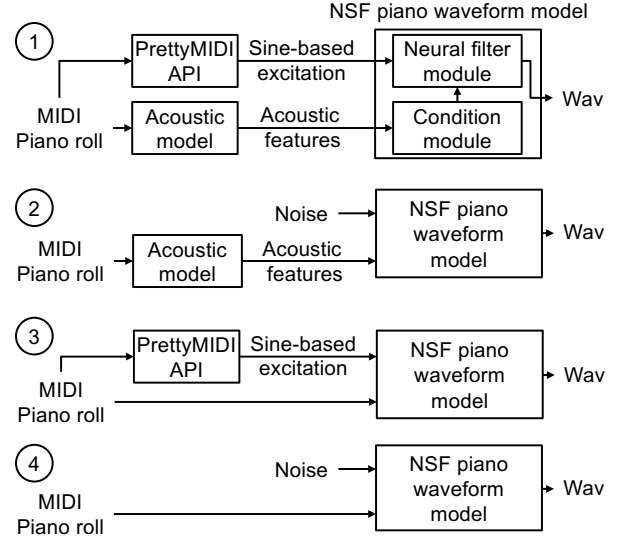 NSF piano waveform model
1
PrettyMIDI
API
Sine-based
excitation
Neural filter
module
MIDI
Piano roll
Acoustic
model
Acoustic
features
Condition
module
Wav
2
Noise
NSF piano
waveform
model
MIDI
Piano roll
Acoustic
model
Acoustic
features
Wav
3
PrettyMIDI
API
Sine-based
excitation
NSF piano
waveform
model
MIDI
Piano roll
Wav
4
Noise
NSF piano
waveform
model
MIDI
Piano roll
Wav